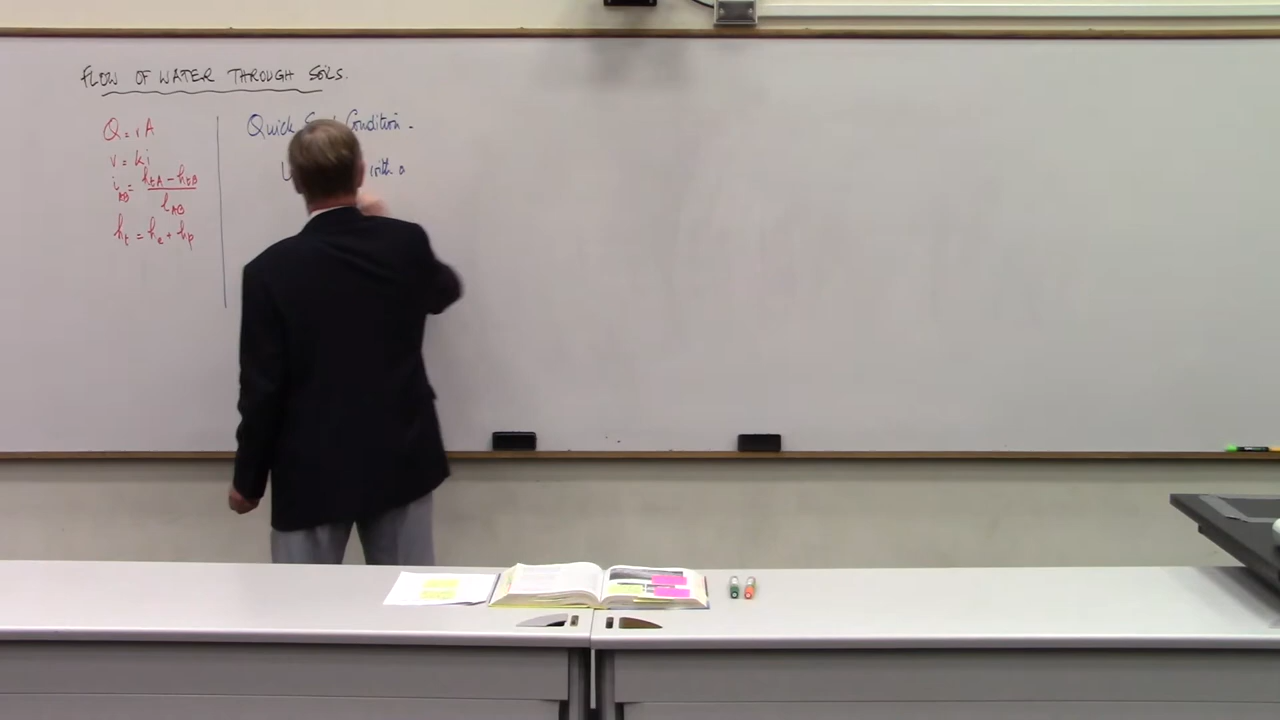 FLOW OF WATER THROUGH SOILS.
Q = vA
v = ki
i_AB = h_tA - h_tB / l_AB
h_t = h_e + h_p
Quick Condition -
with a